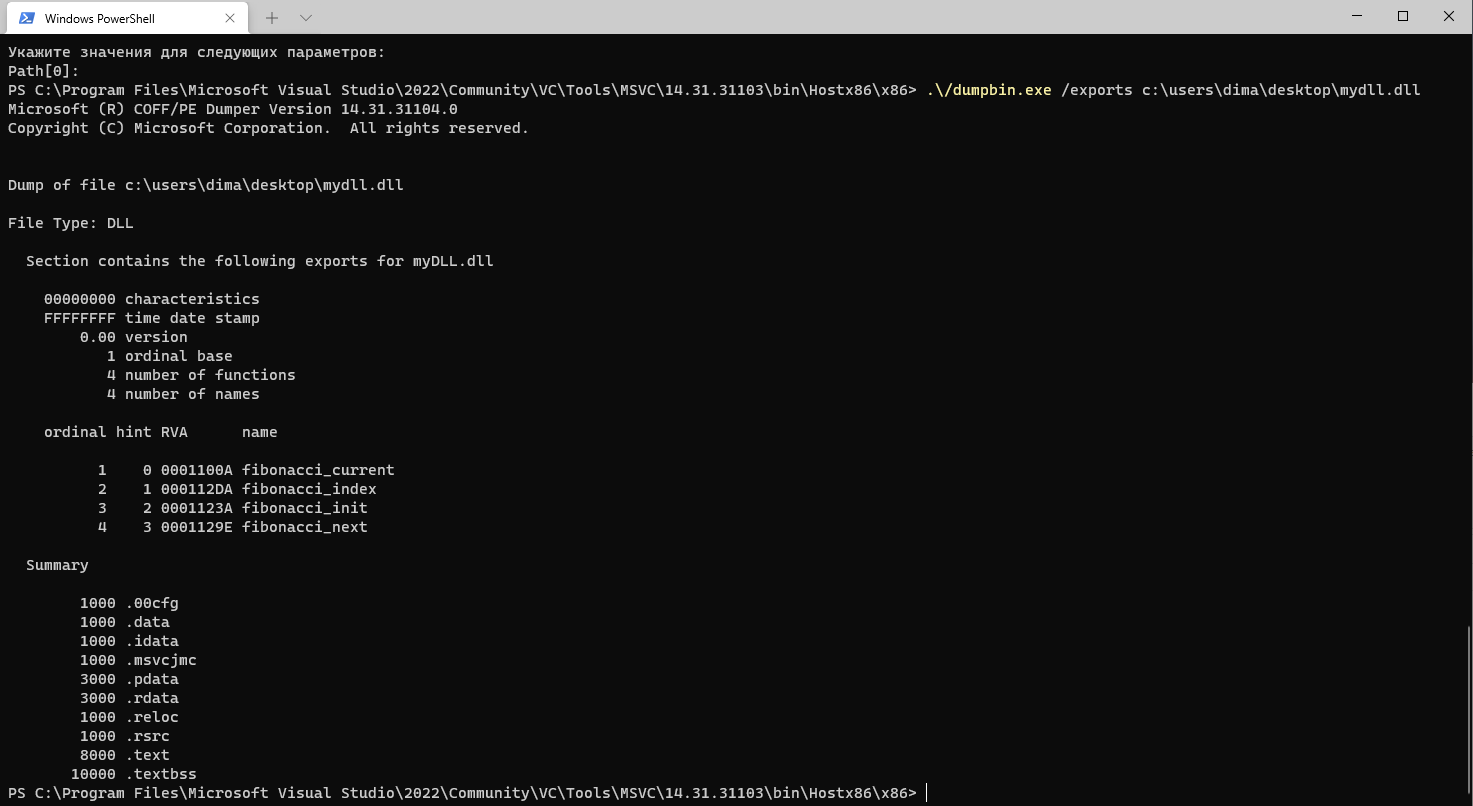 Windows PowerShell
Укажите значения для следующих параметров:
Path[0]:
PS C:\Program Files\Microsoft Visual Studio\2022\Community\VC\Tools\MSVC\14.31.31103\bin\Hostx86\x86> .\/dumpbin.exe /exports c:\users\dima\desktop\mydll.dll
Microsoft (R) COFF/PE Dumper Version 14.31.31104.0
Copyright (C) Microsoft Corporation.  All rights reserved.
Dump of file c:\users\dima\desktop\mydll.dll
File Type: DLL
  Section contains the following exports for myDLL.dll
    00000000 characteristics
    FFFFFFFF time date stamp
        0.00 version
           1 ordinal base
           4 number of functions
           4 number of names
    ordinal hint RVA      name
          1    0 0001100A fibonacci_current
          2    1 000112DA fibonacci_index
          3    2 0001123A fibonacci_init
          4    3 0001129E fibonacci_next
  Summary
        1000 .00cfg
        1000 .data
        1000 .idata
        1000 .msvcjmc
        3000 .pdata
        3000 .rdata
        1000 .reloc
        1000 .rsrc
        8000 .text
       10000 .textbss
PS C:\Program Files\Microsoft Visual Studio\2022\Community\VC\Tools\MSVC\14.31.31103\bin\Hostx86\x86>